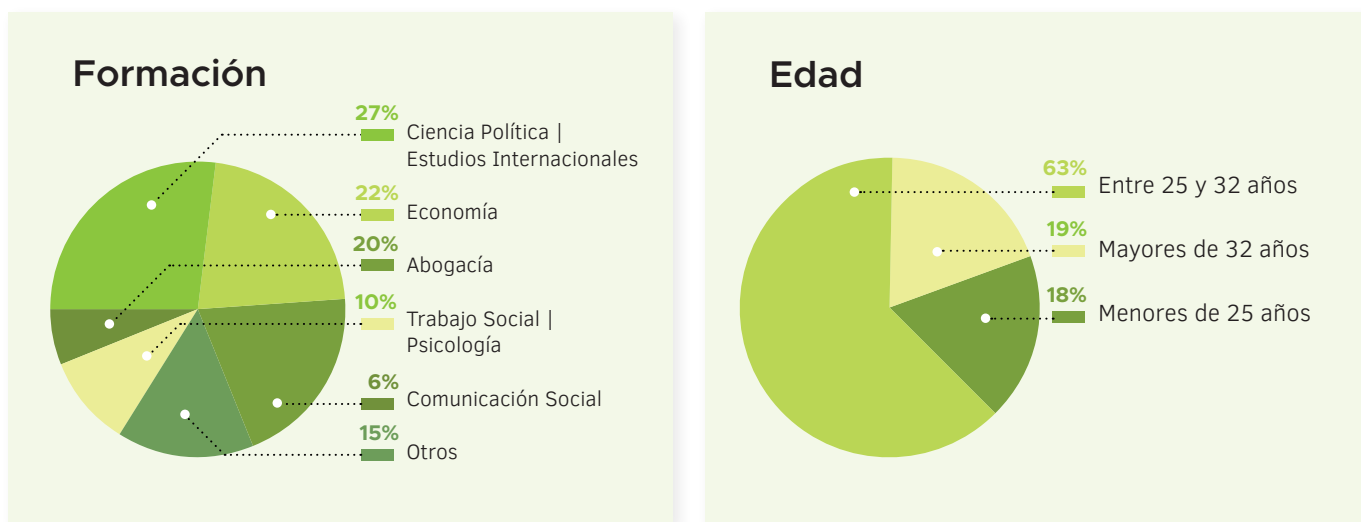 Formación
27%
Ciencia Política |
Estudios Internacionales
22%
Economía
20%
Abogacía
10%
Trabajo Social |
Psicología
6%
Comunicación Social
15%
Otros
Edad
63%
Entre 25 y 32 años
19%
Mayores de 32 años
18%
Menores de 25 años